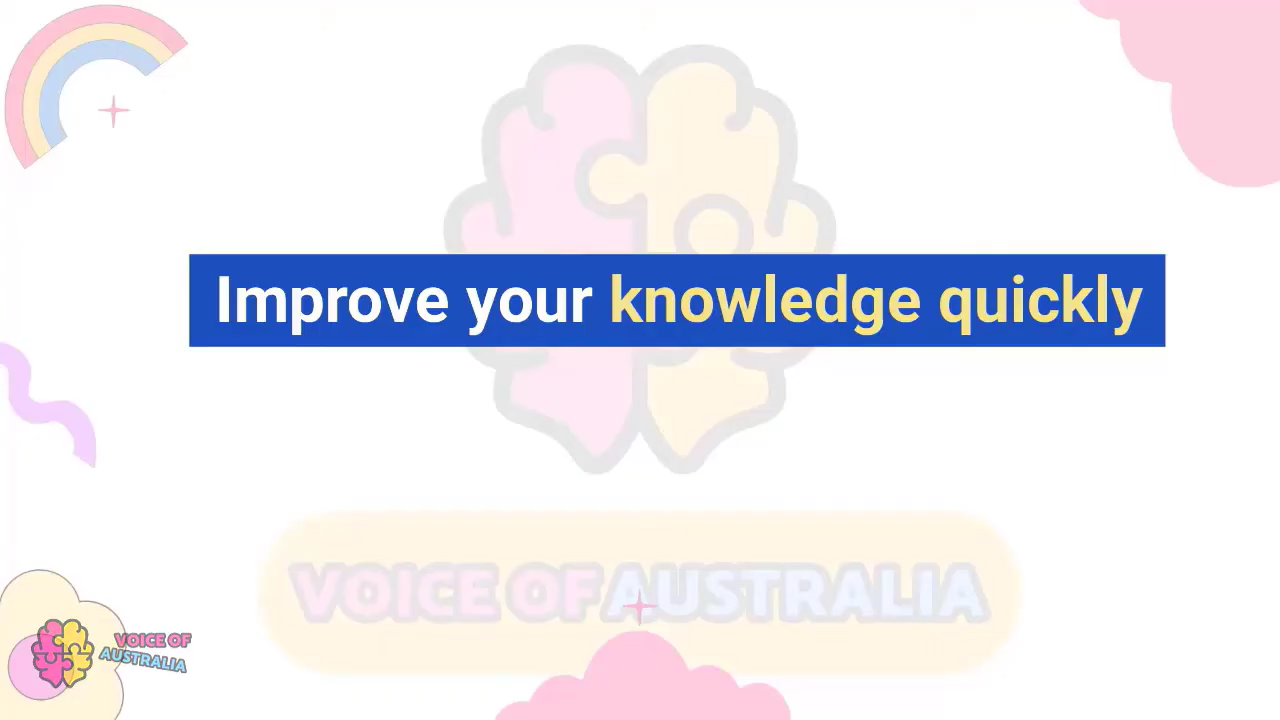 Improve your knowledge quickly
VOICE OF AUSTRALIA
VOICE OF
AUSTRALIA